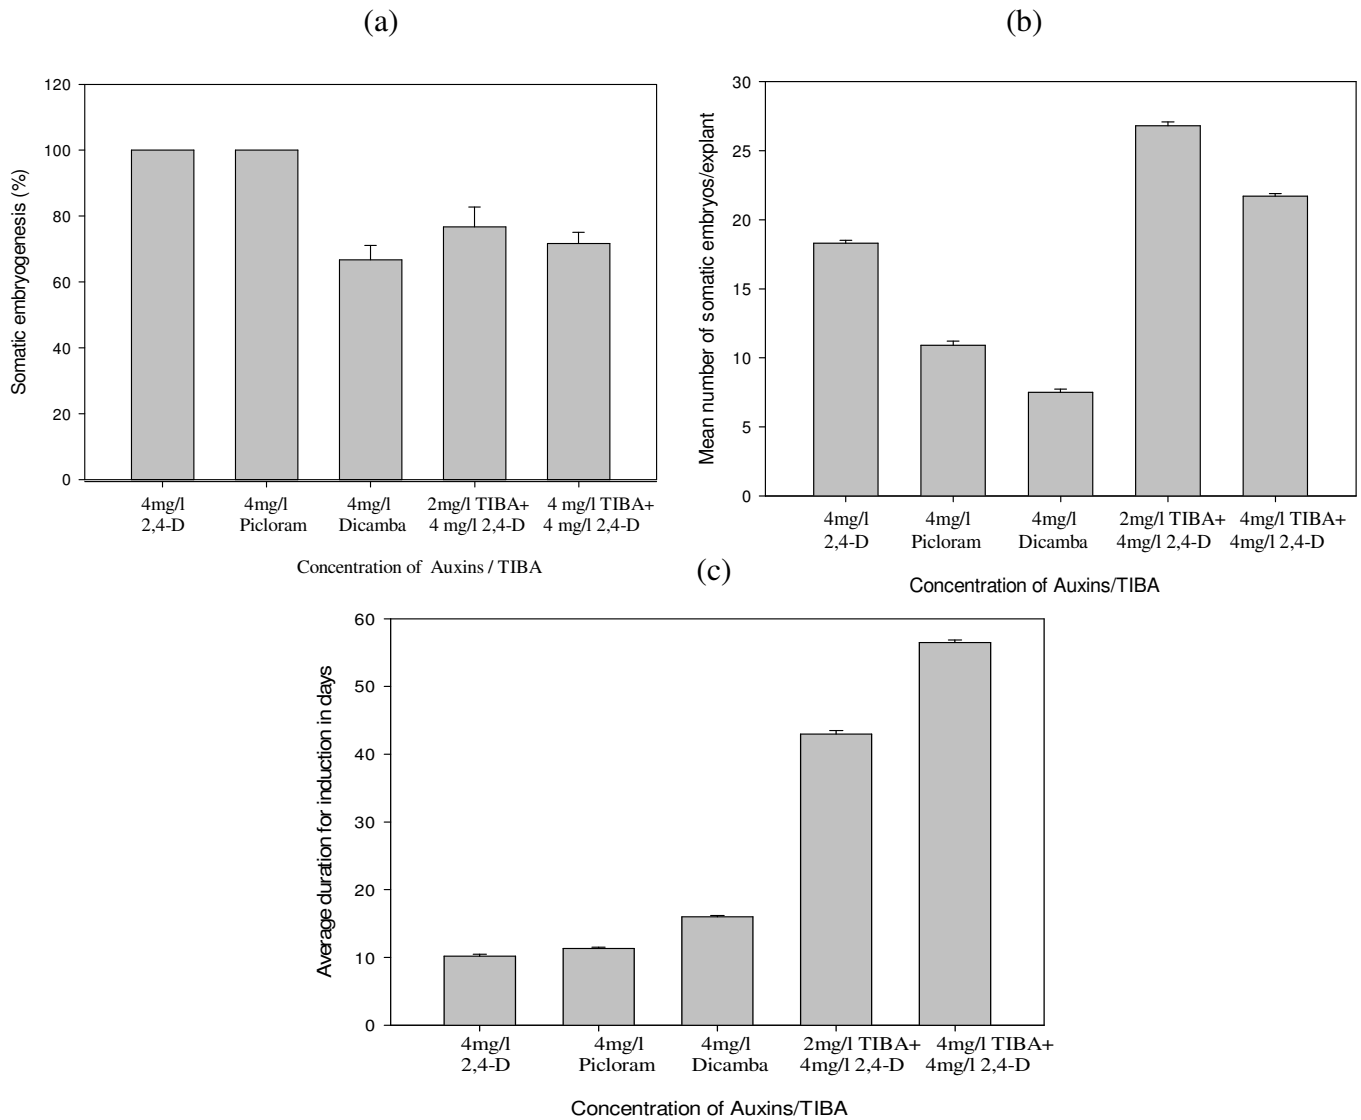 (a)
Somatic embryogenesis (%)
120
100
80
60
40
20
0
4mg/l
2,4-D
4mg/l
Picloram
4mg/l
Dicamba
2mg/l TIBA+
4 mg/l 2,4-D
4 mg/l TIBA+
4 mg/l 2,4-D
Concentration of Auxins / TIBA
(b)
Mean number of somatic embryos/explant
30
25
20
15
10
5
0
4mg/l
2,4-D
4mg/l
Picloram
4mg/l
Dicamba
2mg/l TIBA+
4mg/l 2,4-D
4mg/l TIBA+
4mg/l 2,4-D
Concentration of Auxins/TIBA
(c)
Average duration for induction in days
60
50
40
30
20
10
0
4mg/l
2,4-D
4mg/l
Picloram
4mg/l
Dicamba
2mg/l TIBA+
4mg/l 2,4-D
4mg/l TIBA+
4mg/l 2,4-D
Concentration of Auxins/TIBA